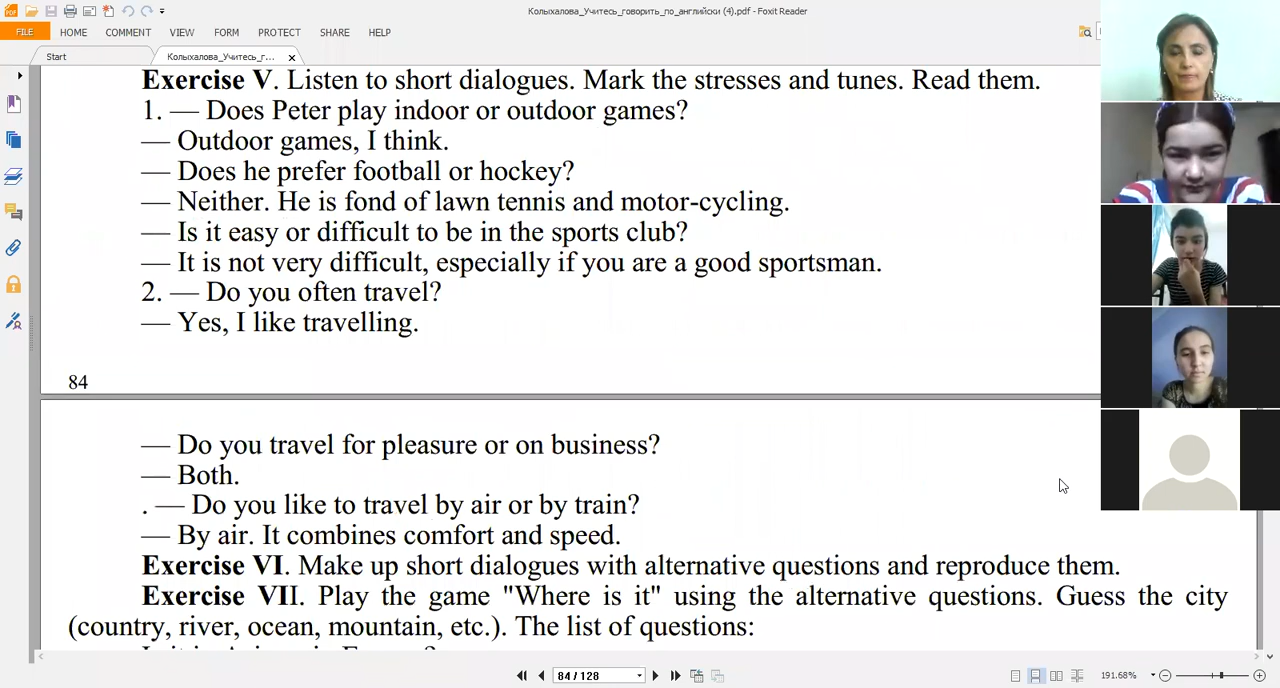 Колыхалова_Учитесь_говорить_по_английски (4).pdf - Foxit Reader
FILE HOME COMMENT VIEW FORM PROTECT SHARE HELP
Start Колыхалова_Учитесь_г...
Exercise V. Listen to short dialogues. Mark the stresses and tunes. Read them.
1. — Does Peter play indoor or outdoor games?
— Outdoor games, I think.
— Does he prefer football or hockey?
— Neither. He is fond of lawn tennis and motor-cycling.
— Is it easy or difficult to be in the sports club?
— It is not very difficult, especially if you are a good sportsman.
2. — Do you often travel?
— Yes, I like travelling.
84
— Do you travel for pleasure or on business?
— Both.
. — Do you like to travel by air or by train?
— By air. It combines comfort and speed.
Exercise VI. Make up short dialogues with alternative questions and reproduce them.
Exercise VII. Play the game "Where is it" using the alternative questions. Guess the city
(country, river, ocean, mountain, etc.). The list of questions:
84 / 128
191.68%